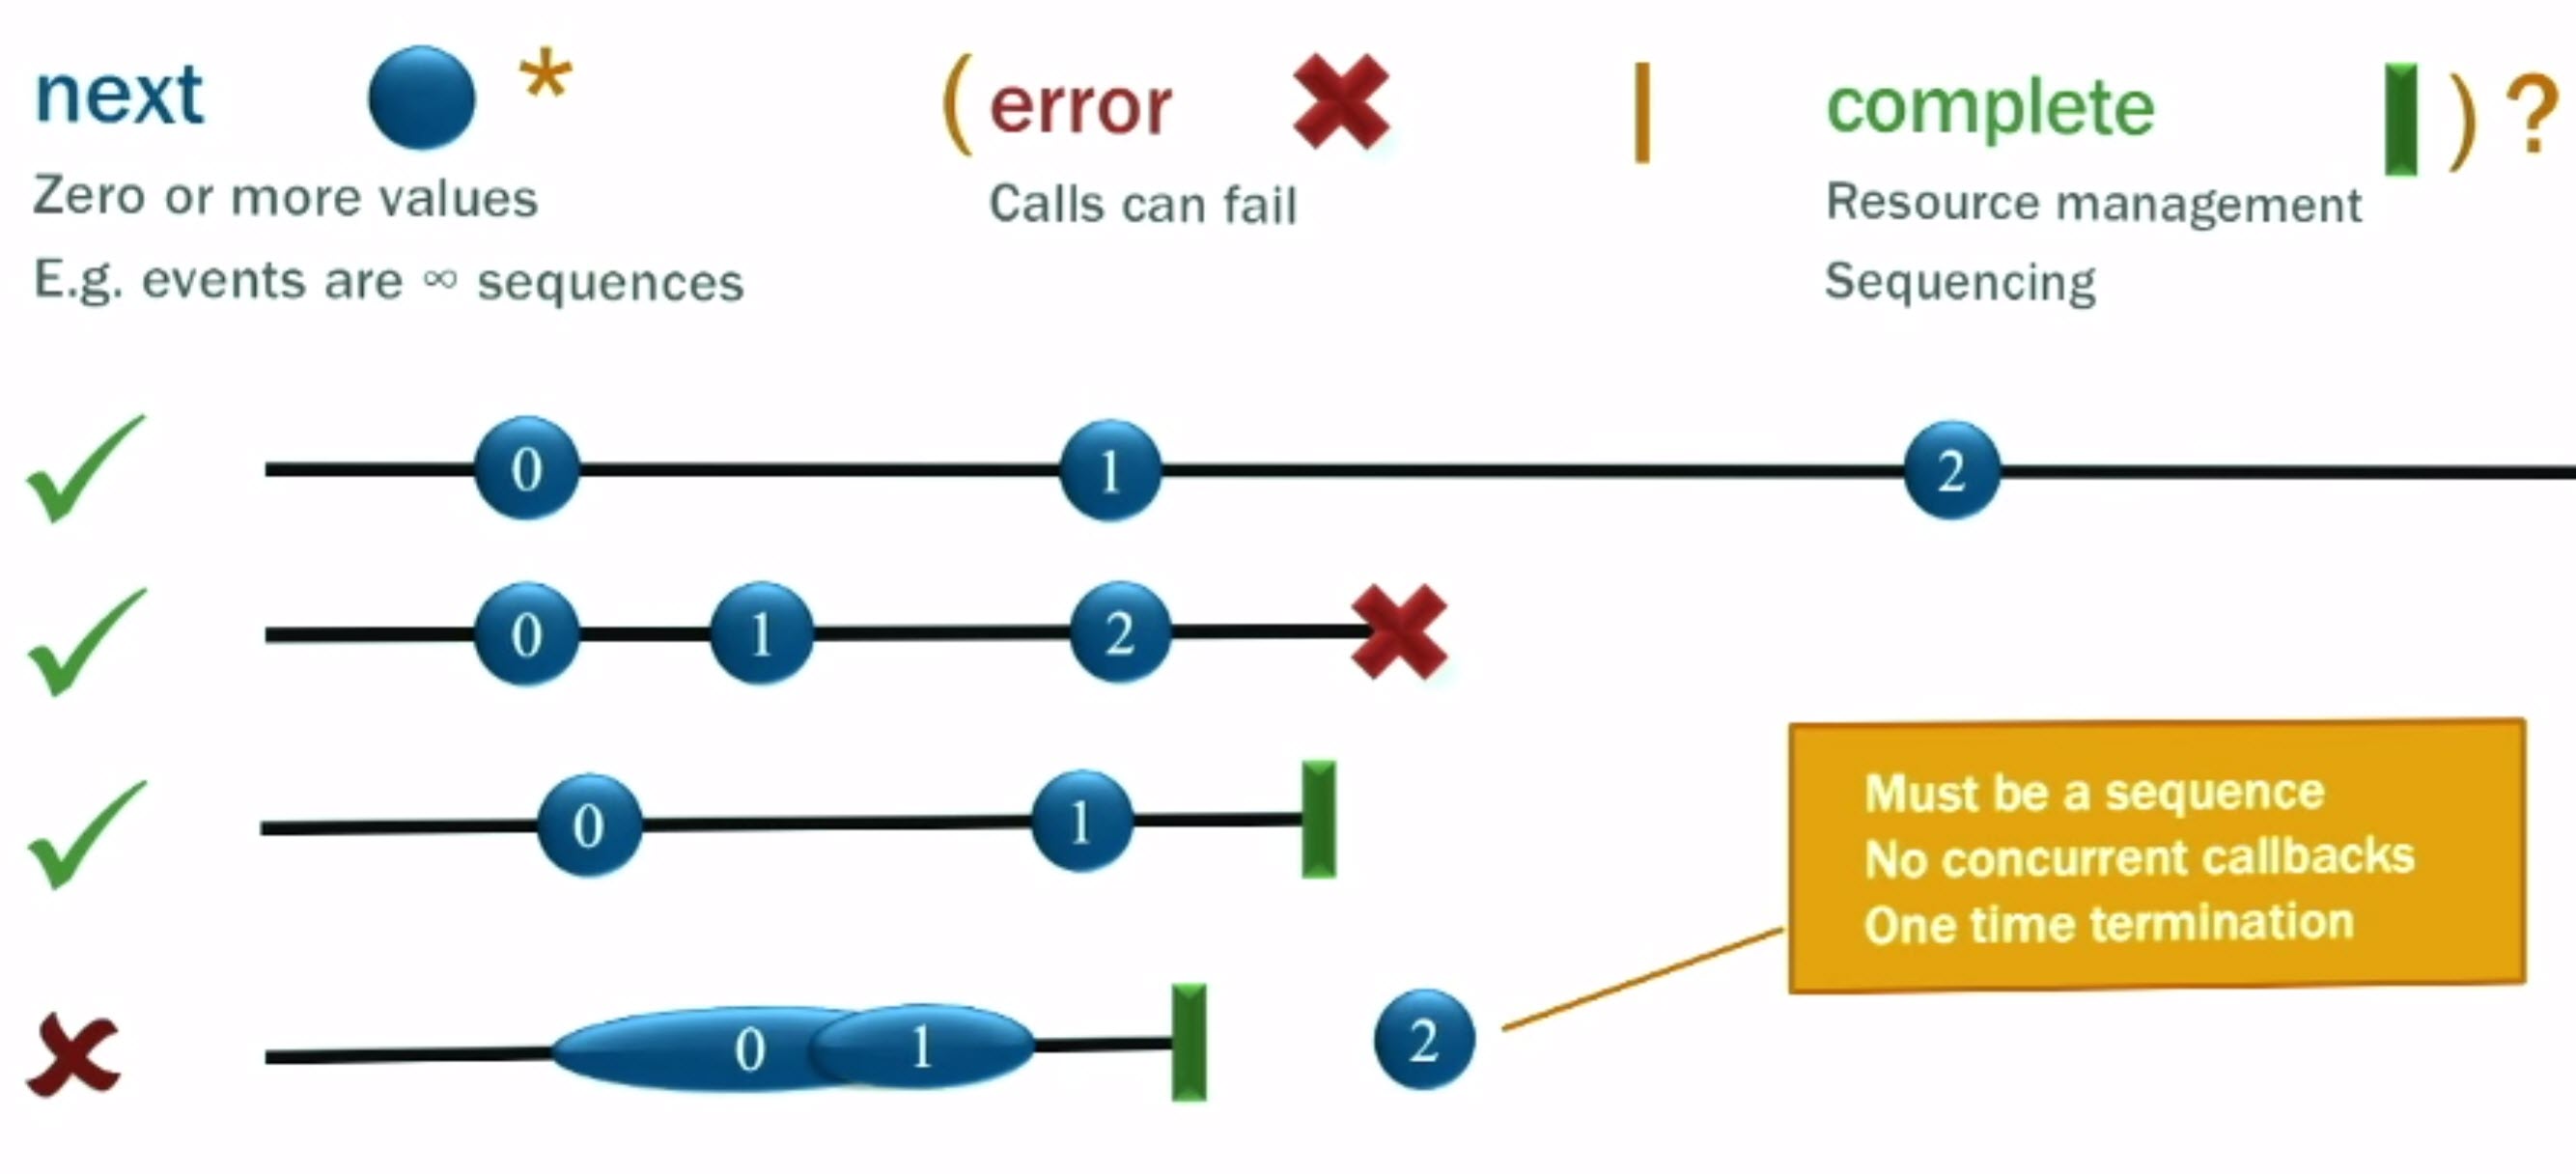 next * ( error | complete ) ?
Zero or more values
Calls can fail
Resource management
E.g. events are ∞ sequences
Sequencing
0 1 2
0 1 2
0 1
Must be a sequence
No concurrent callbacks
One time termination
0 1 2